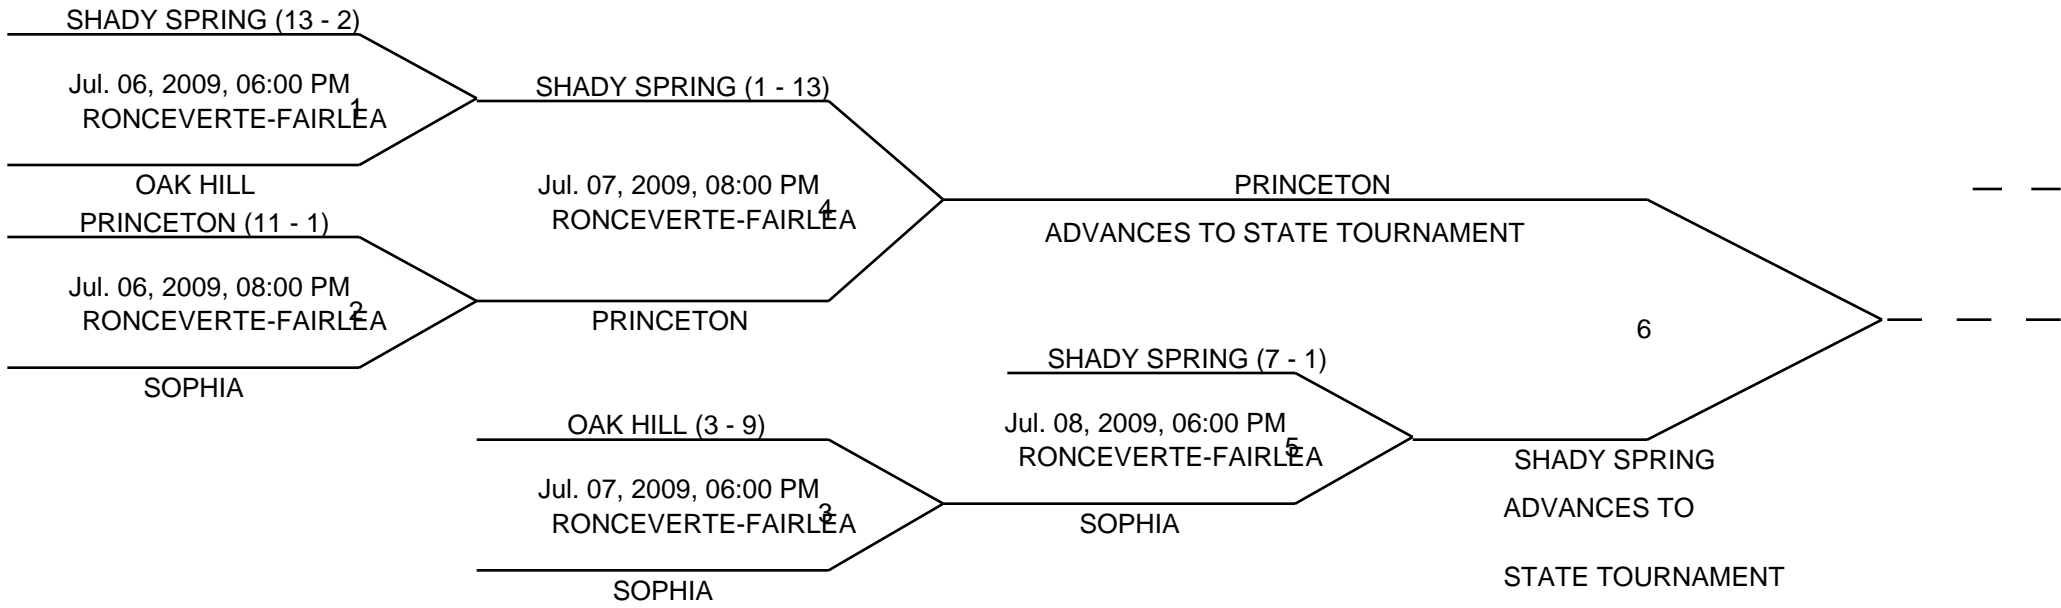 SHADY SPRING (13 - 2)
Jul. 06, 2009, 06:00 PM
1
RONCEVERTE-FAIRLEA
OAK HILL
PRINCETON (11 - 1)
Jul. 06, 2009, 08:00 PM
2
RONCEVERTE-FAIRLEA
SOPHIA
SHADY SPRING (1 - 13)
Jul. 07, 2009, 08:00 PM
4
RONCEVERTE-FAIRLEA
PRINCETON
OAK HILL (3 - 9)
Jul. 07, 2009, 06:00 PM
3
RONCEVERTE-FAIRLEA
SOPHIA
PRINCETON
ADVANCES TO STATE TOURNAMENT
6
SHADY SPRING (7 - 1)
Jul. 08, 2009, 06:00 PM
5
RONCEVERTE-FAIRLEA
SOPHIA
SHADY SPRING
ADVANCES TO
STATE TOURNAMENT